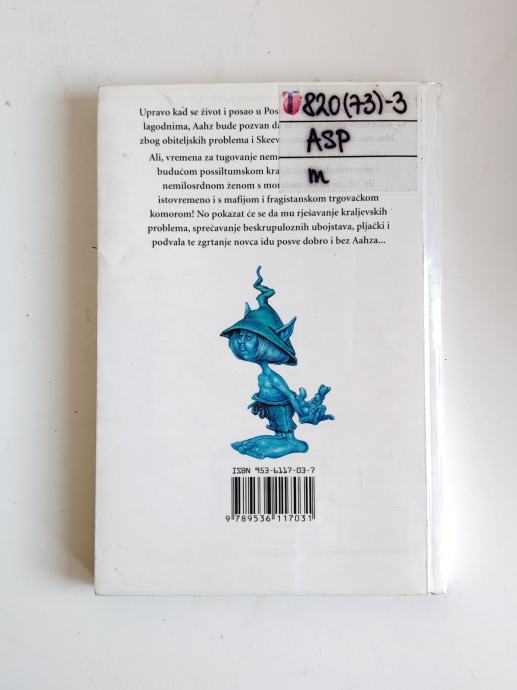 820(73)-3
ASP
m
Upravo kad se život i posao u Pos
lagodnima, Aahz bude pozvan da
zbog obiteljskih problema i Skeev
Ali, vremena za tugovanje nema
budućom possiltumskom kra
nemilosrdnom ženom s mo
istovremeno i s mafijom i fragistanskom trgovačkom
komorom! No pokazat će se da mu rješavanje kraljevskih
problema, sprečavanje beskrupuloznih ubojstava, pljački i
podvala te zgrtanje novca idu posve dobro i bez Aahza...
ISBN 953-6117-03-7
9 789536 117031